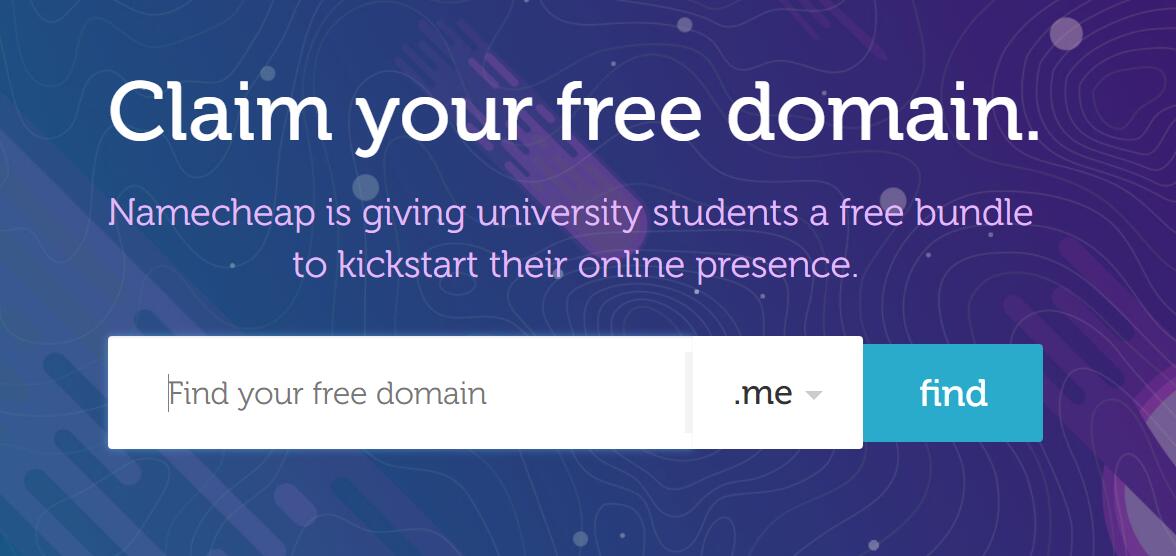 Claim your free domain.
Namecheap is giving university students a free bundle
to kickstart their online presence.
Find your free domain .me find